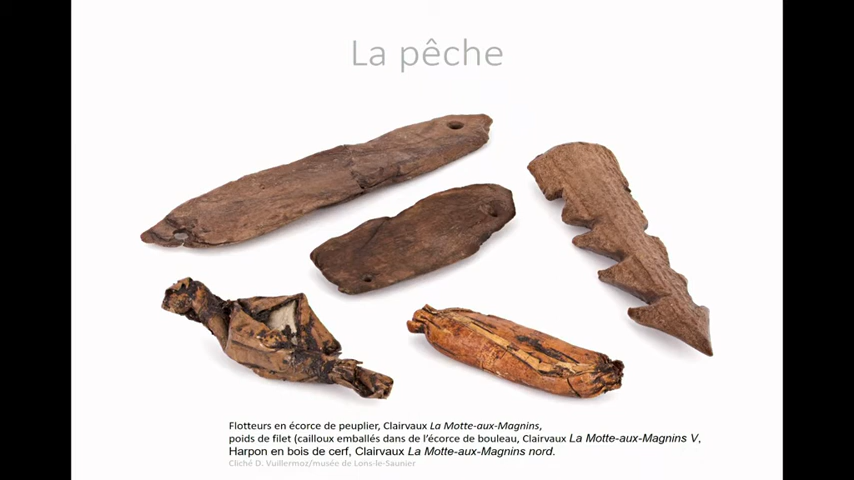 La pêche
Flotteurs en écorce de peuplier, Clairvaux La Motte-aux-Magnins,
poids de filet (cailloux emballés dans de l'écorce de bouleau, Clairvaux La Motte-aux-Magnins V,
Harpon en bois de cerf, Clairvaux La Motte-aux-Magnins nord.
Cliché D. Vuillermoz/musée de Lons-le-Saunier